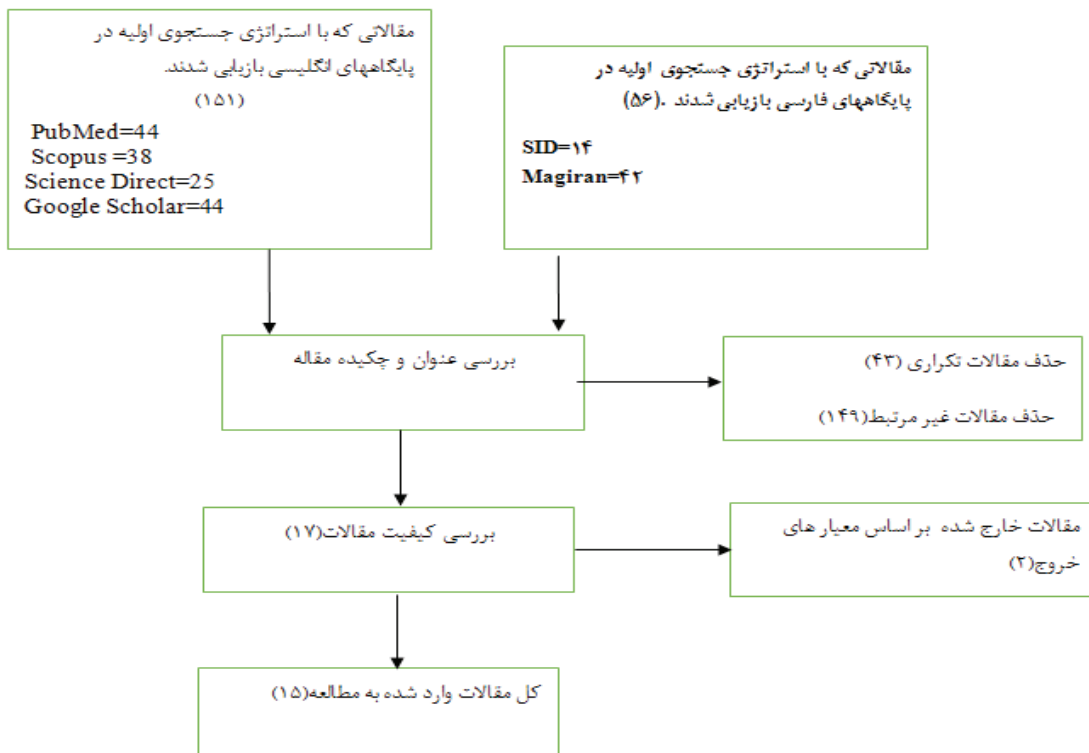 مقالاتی که با استراتژی جستجوی اولیه در
پایگاههای انگلیسی بازیابی شدند.
(۱۵۱)
PubMed=44
Scopus =38
Science Direct=25
Google Scholar=44
مقالاتی که با استراتژی جستجوی اولیه در
پایگاههای فارسی بازیابی شدند .(۵۶)
SID=۱۴
Magiran=۴۲
بررسی عنوان و چکیده مقاله
حذف مقالات تکراری (۴۳)
حذف مقالات غیر مرتبط(۱۴۹)
بررسی کیفیت مقالات(۱۷)
مقالات خارج شده بر اساس معیار های
خروج(۲)
کل مقالات وارد شده به مطالعه(۱۵)